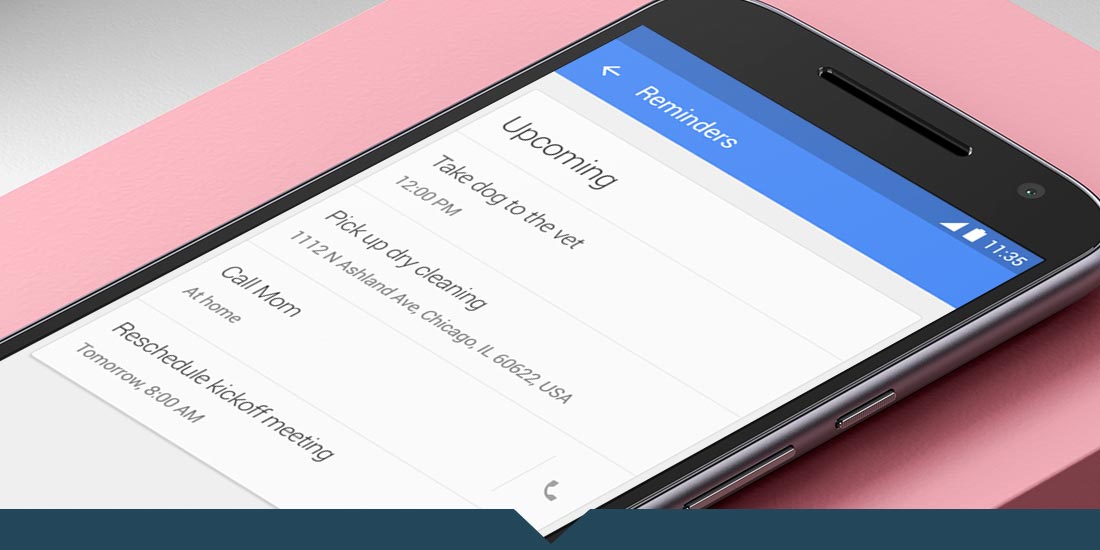 11:35
Reminders
Upcoming
Take dog to the vet
12:00 PM
Pick up dry cleaning
1112 N Ashland Ave, Chicago, IL 60622, USA
Call Mom
At home
Reschedule kickoff meeting
Tomorrow, 8:00 AM